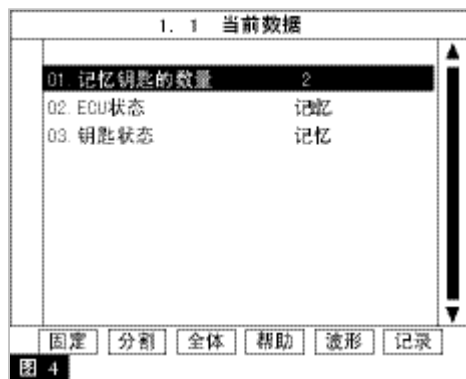 1. 1 当前数据
01. 记忆钥匙的数量 2
02. ECU状态 记忆
03. 钥匙状态 记忆
固定 分割 全体 帮助 波形 记录
图 4